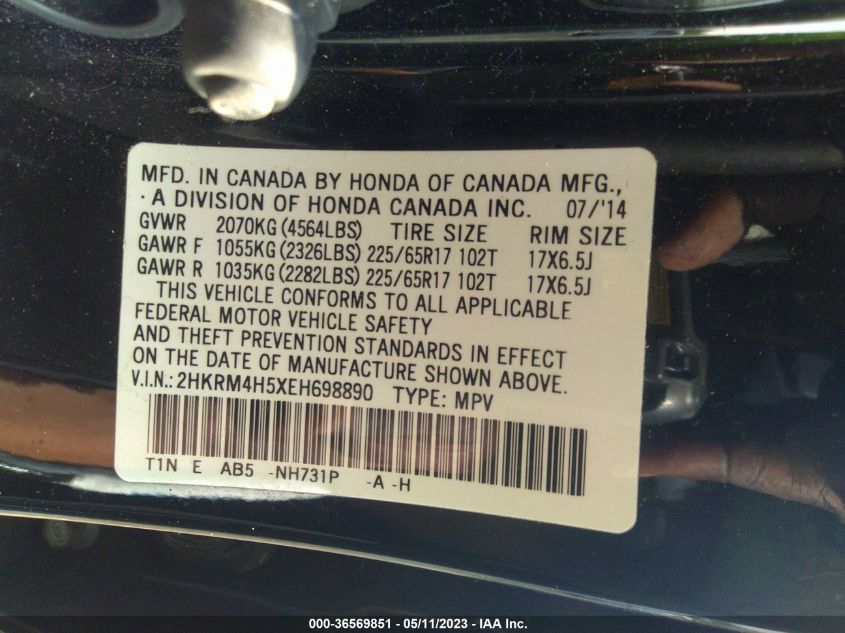 MFD. IN CANADA BY HONDA OF CANADA MFG.,
· A DIVISION OF HONDA CANADA INC. 07/'14
GVWR 2070KG (4564LBS) TIRE SIZE RIM SIZE
GAWR F 1055KG (2326LBS) 225/65R17 102T 17X6.5J
GAWR R 1035KG (2282LBS) 225/65R17 102T 17X6.5J
THIS VEHICLE CONFORMS TO ALL APPLICABLE
FEDERAL MOTOR VEHICLE SAFETY
AND THEFT PREVENTION STANDARDS IN EFFECT
ON THE DATE OF MANUFACTURE SHOWN ABOVE.
V.I.N.: 2HKRM4H5XEH698890 TYPE: MPV
T1N E AB5 -NH731P -A -H
000-36569851 - 05/11/2023 - IAA Inc.